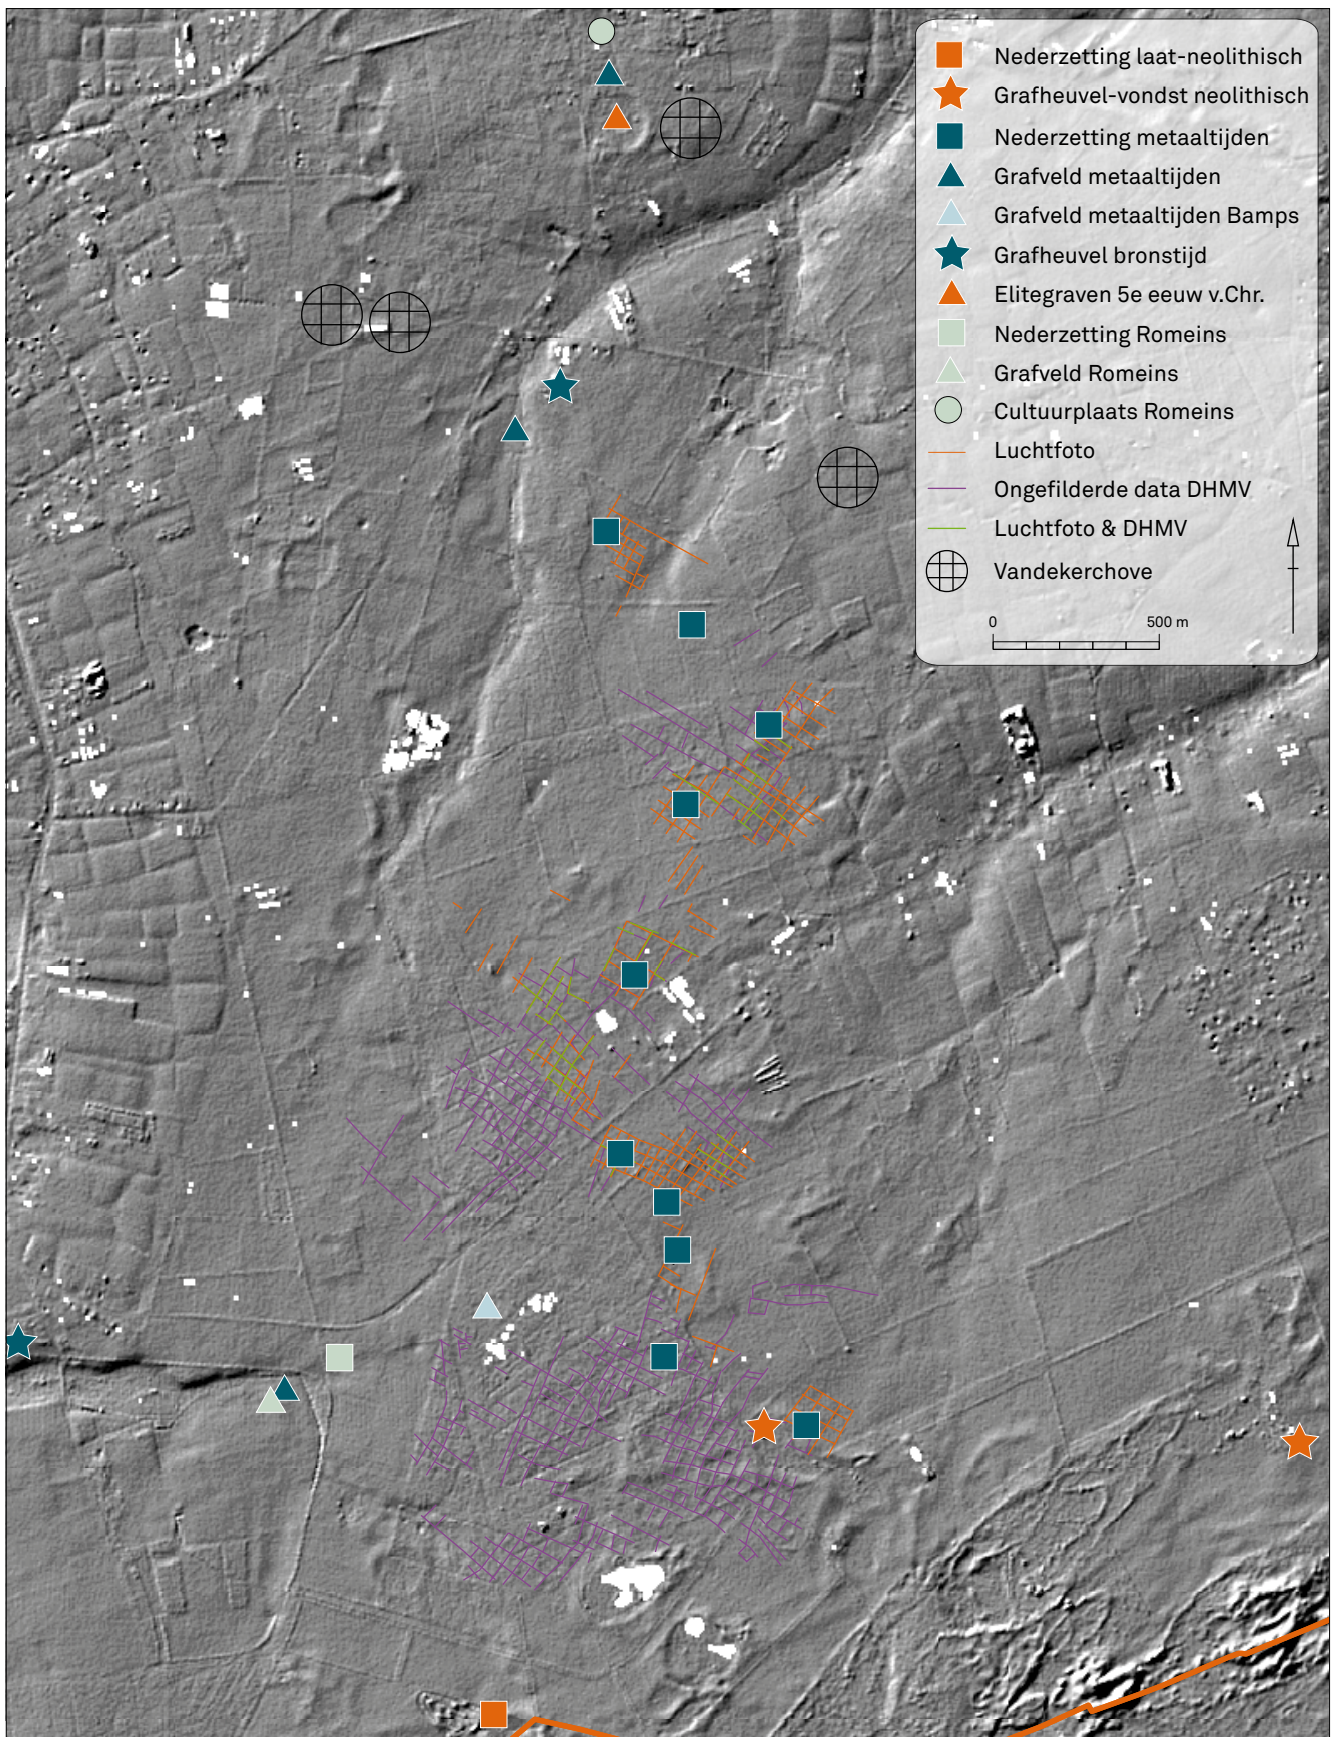 Nederzetting laat-neolithisch
Grafheuvel-vondst neolithisch
Nederzetting metaaltijden
Grafveld metaaltijden
Grafveld metaaltijden Bamps
Grafheuvel bronstijd
Elitegraven 5e eeuw v.Chr.
Nederzetting Romeins
Grafveld Romeins
Cultuurplaats Romeins
Luchtfoto
Ongefilderde data DHMV
Luchtfoto & DHMV
Vandekerchove
0 500 m